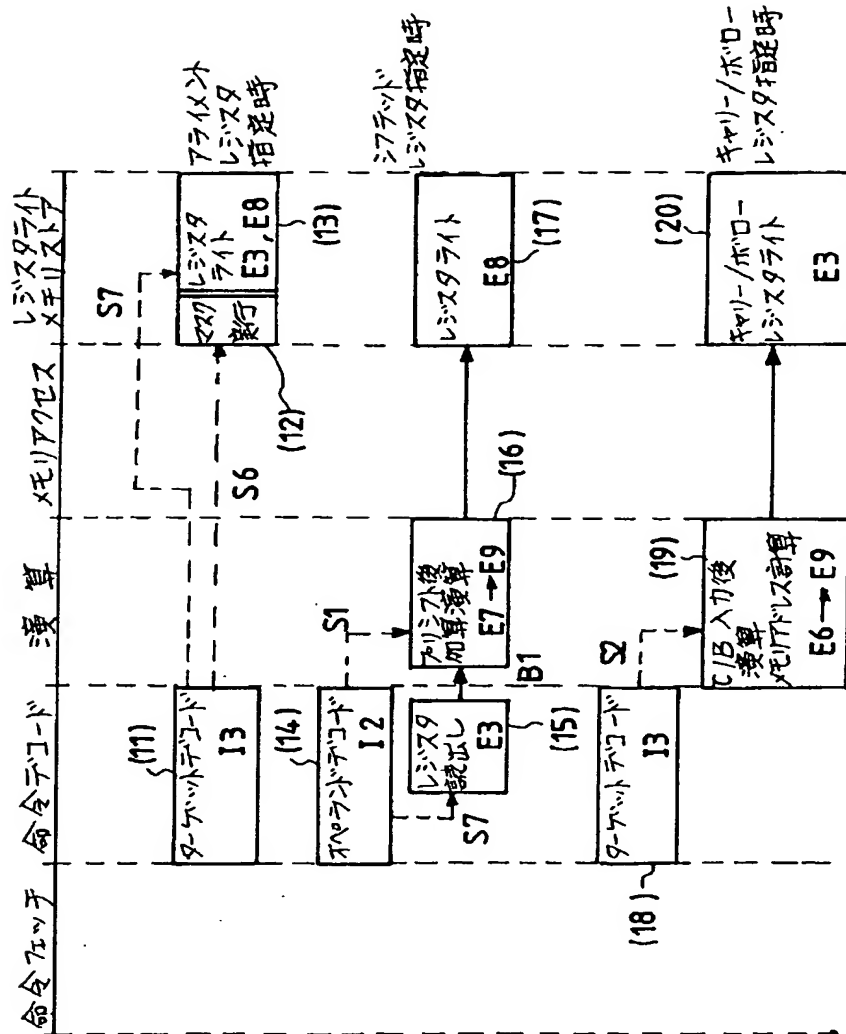 命令フェッチ
命令デコード
演算
メモリアクセス
レジスタライト
メモリストア
(11)
ターゲットデコード
I3
S6
S7
(12)
マスク
実行
レジスタ
ライト
E3, E8
(13)
アライメント
レジスタ
指定時
(14)
オペランドデコード
I2
S1
S7
レジスタ
読出し
E3
(15)
B1
プリシフト後
加算演算
E7→E9
(16)
レジスタライト
E8
(17)
シフテッド
レジスタ指定時
ターゲットデコード
I3
(18)
S2
(19)
C/B入力後
演算
メモリアドレス計算
E6→E9
(20)
キャリー/ボロー
レジスタライト
E3
キャリー/ボロー
レジスタ指定時